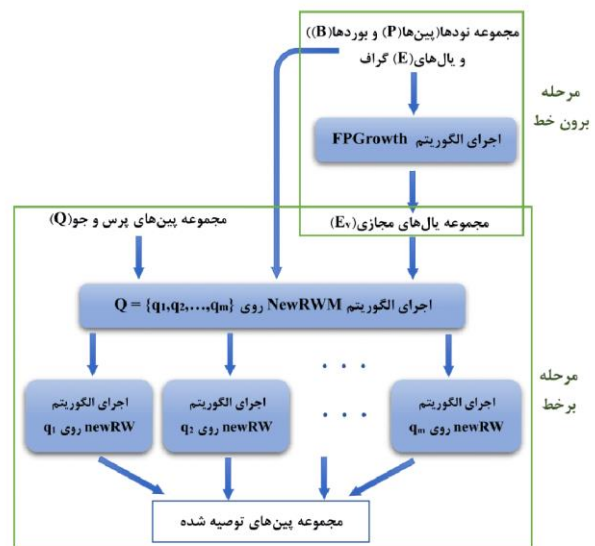 مجموعه نودها(پین‌ها(P) و بوردها(B))
و یال‌های(E) گراف
مرحله
برون خط
اجرای الگوریتم FPGrowth
مجموعه پین‌های پرس و جو(Q)
مجموعه یال‌های مجازی(Ev)
اجرای الگوریتم NewRWM روی Q = {q1,q2,…,qm}
مرحله
برخط
. . .
اجرای الگوریتم
newRW روی q1
اجرای الگوریتم
newRW روی q2
. . .
اجرای الگوریتم
newRW روی qm
مجموعه پین‌های توصیه شده